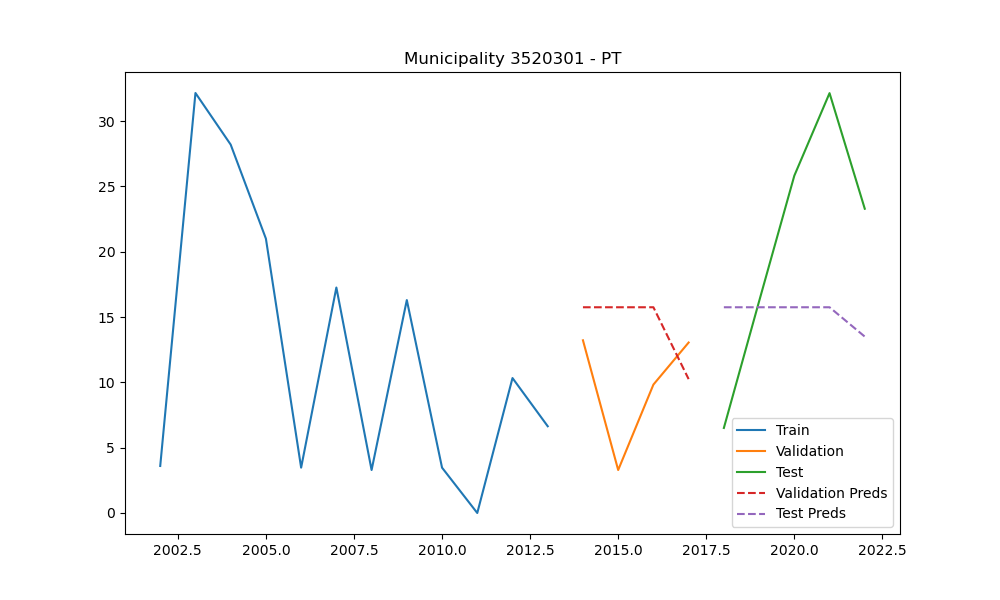 Municipality 3520301 - PT
30
25
20
15
10
5
0
2002.5 2005.0 2007.5 2010.0 2012.5 2015.0 2017.5 2020.0 2022.5
Train
Validation
Test
Validation Preds
Test Preds